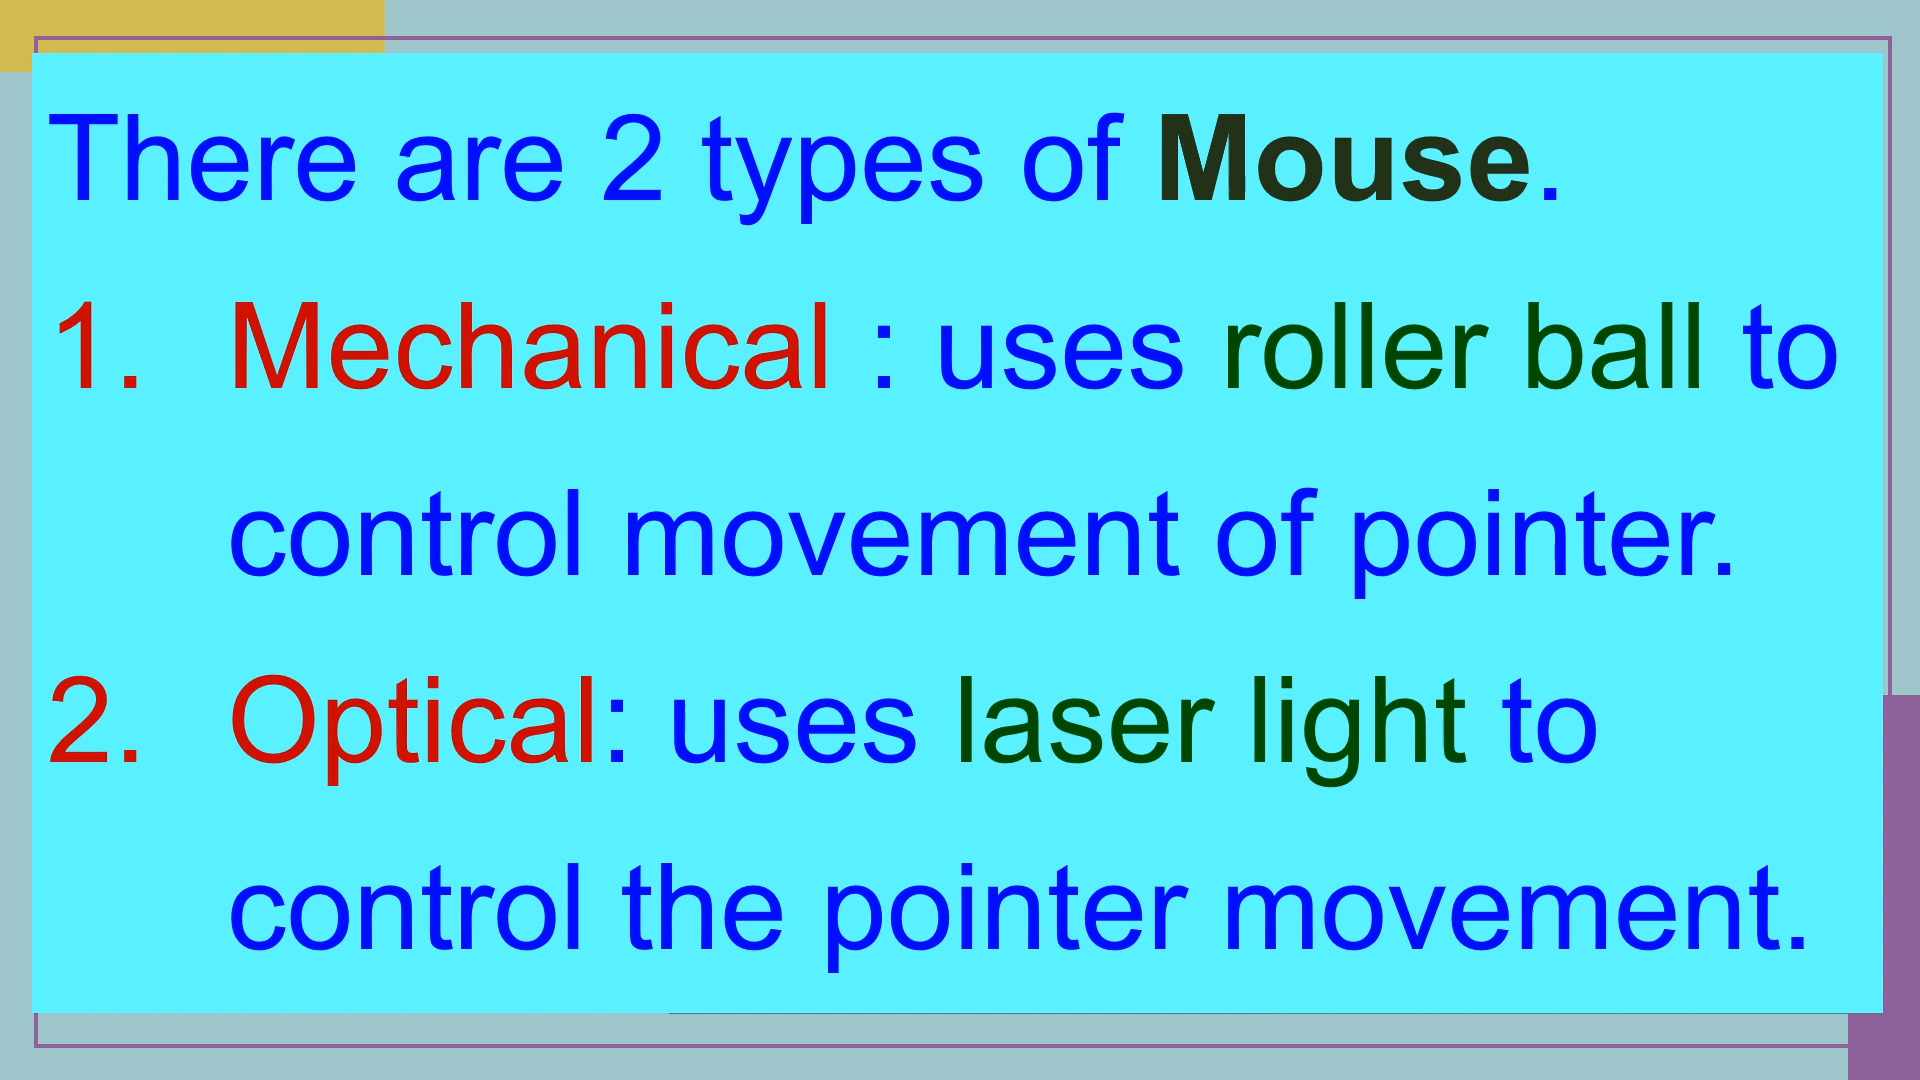 There are 2 types of Mouse.
1. Mechanical : uses roller ball to
control movement of pointer.
2. Optical: uses laser light to
control the pointer movement.